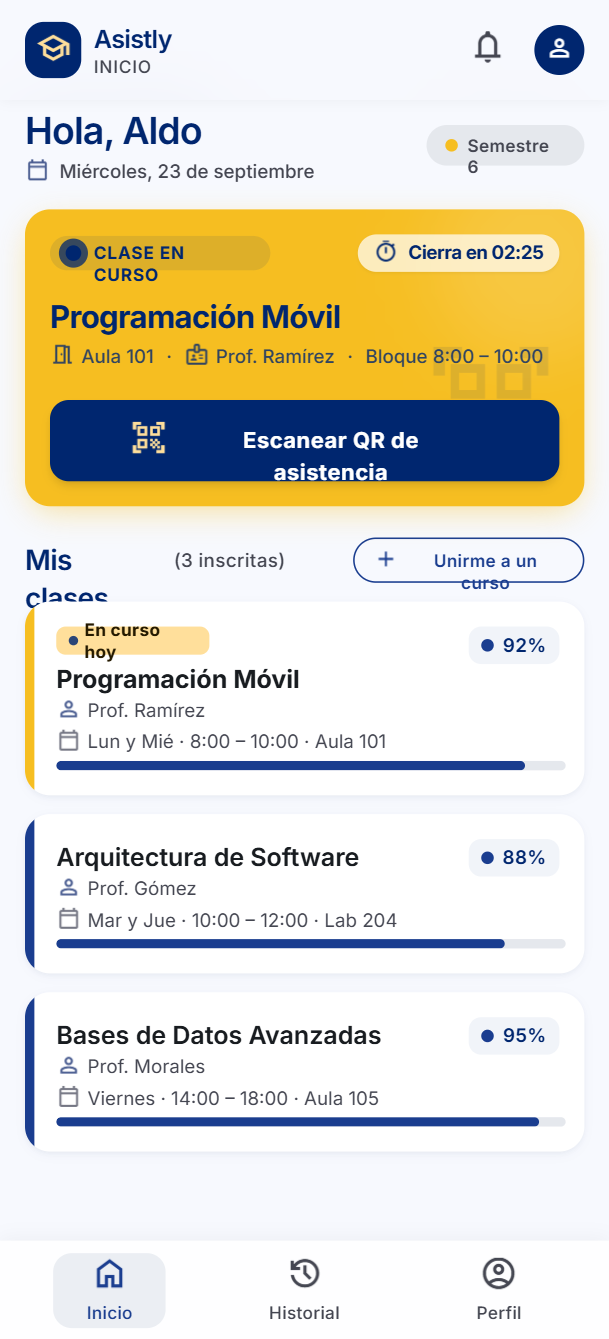 Asistly
INICIO
Hola, Aldo
Miércoles, 23 de septiembre
Semestre
6
CLASE EN
CURSO
Cierra en 02:25
Programación Móvil
Aula 101 · Prof. Ramírez · Bloque 8:00 – 10:00
Escanear QR de
asistencia
Mis
clases
(3 inscritas)
Unirme a un
curso
En curso
hoy
92%
Programación Móvil
Prof. Ramírez
Lun y Mié · 8:00 – 10:00 · Aula 101
Arquitectura de Software
88%
Prof. Gómez
Mar y Jue · 10:00 – 12:00 · Lab 204
Bases de Datos Avanzadas
95%
Prof. Morales
Viernes · 14:00 – 18:00 · Aula 105
Inicio
Historial
Perfil